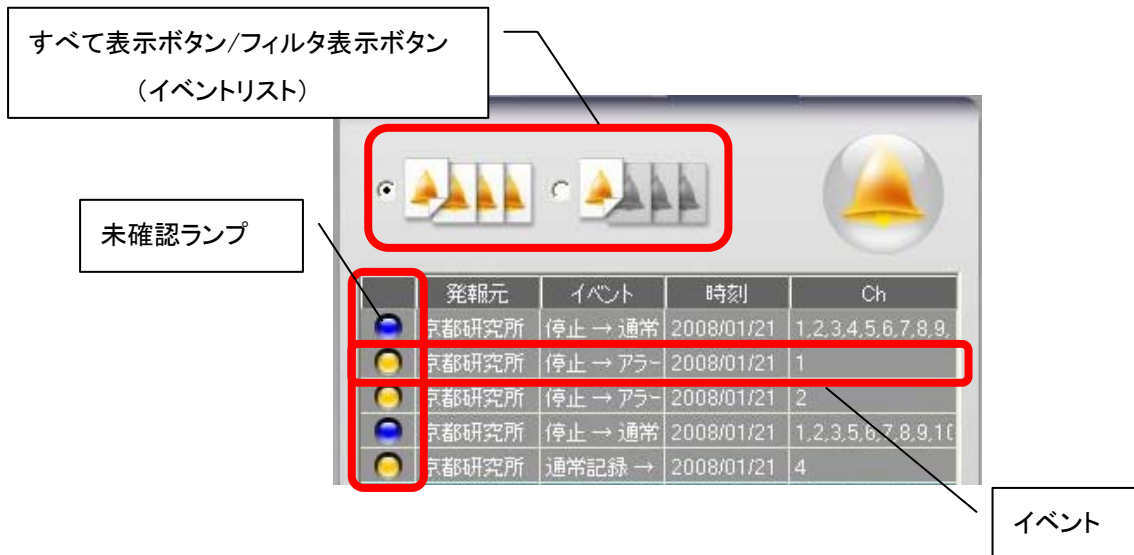 すべて表示ボタン/フィルタ表示ボタン
（イベントリスト）
未確認ランプ
発報元 イベント 時刻 Ch
京都研究所 停止 → 通常 2008/01/21 1,2,3,4,5,6,7,8,9,
京都研究所 停止 → アラー 2008/01/21 1
京都研究所 停止 → アラー 2008/01/21 2
京都研究所 停止 → 通常 2008/01/21 1,2,3,5,6,7,8,9,10
京都研究所 通常記録 → 2008/01/21 4
イベント